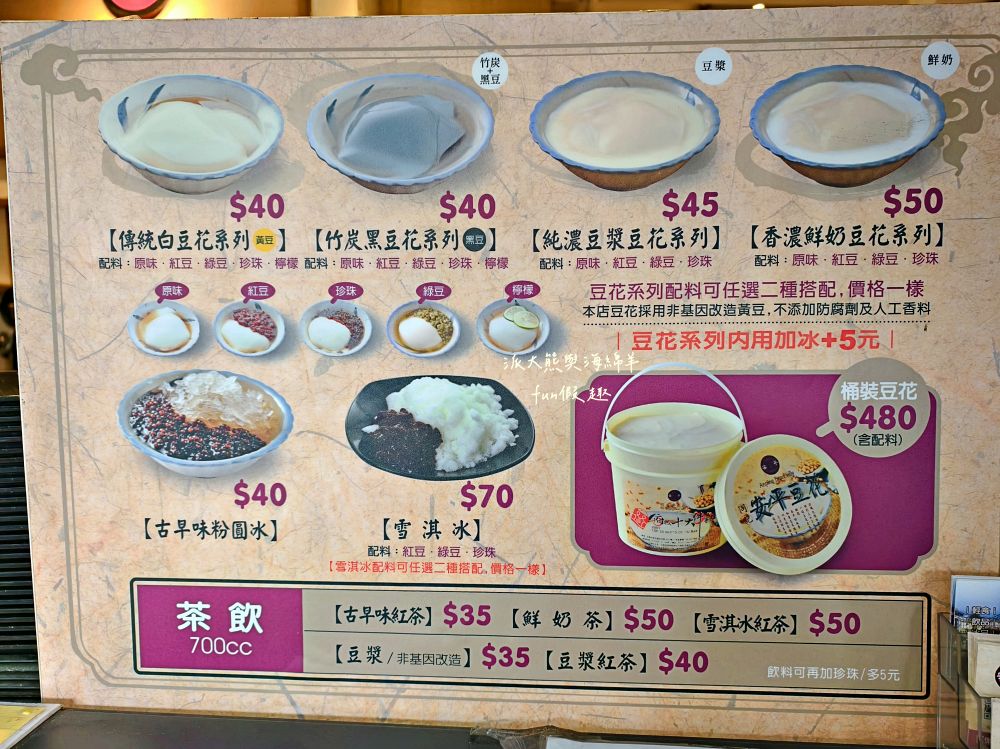 竹炭
+
黑豆
豆漿
鮮奶
$40
$40
$45
$50
【傳統白豆花系列 黃豆】
【竹炭黑豆花系列 黑豆】
【純濃豆漿豆花系列】
【香濃鮮奶豆花系列】
配料：原味‧紅豆‧綠豆‧珍珠‧檸檬
配料：原味‧紅豆‧綠豆‧珍珠‧檸檬
配料：原味‧紅豆‧綠豆‧珍珠
配料：原味‧紅豆‧綠豆‧珍珠
原味
紅豆
珍珠
綠豆
檸檬
豆花系列配料可任選二種搭配,價格一樣
本店豆花採用非基因改造黃豆,不添加防腐劑及人工香料
｜豆花系列內用加冰+5元｜
派大熊與海綿羊
fun假趣
桶裝豆花
$480
(含配料)
安平豆花
$40
$70
【古早味粉圓冰】
【雪淇冰】
配料：紅豆‧綠豆‧珍珠
【雪淇冰配料可任選二種搭配,價格一樣】
茶飲
700cc
【古早味紅茶】$35【鮮奶茶】$50【雪淇冰紅茶】$50
【豆漿/非基因改造】$35【豆漿紅茶】$40
飲料可再加珍珠/多5元
輕食
飲品